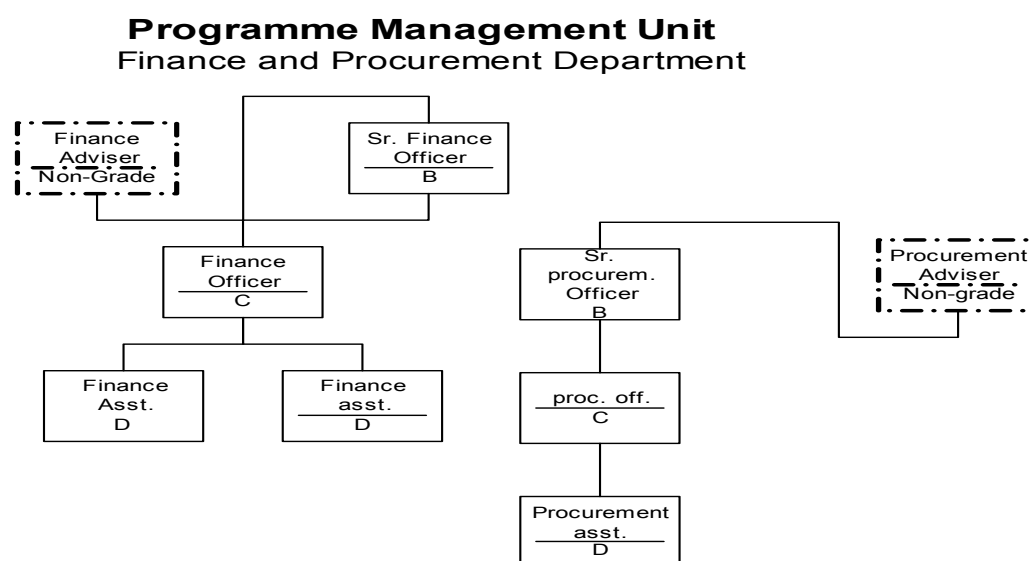 Programme Management Unit
Finance and Procurement Department
Finance
Adviser
Non-Grade
Sr. Finance
Officer
B
Finance
Officer
C
Finance
Asst.
D
Finance
asst.
D
Sr.
procurem.
Officer
B
Procurement
Adviser
Non-grade
proc. off.
C
Procurement
asst.
D